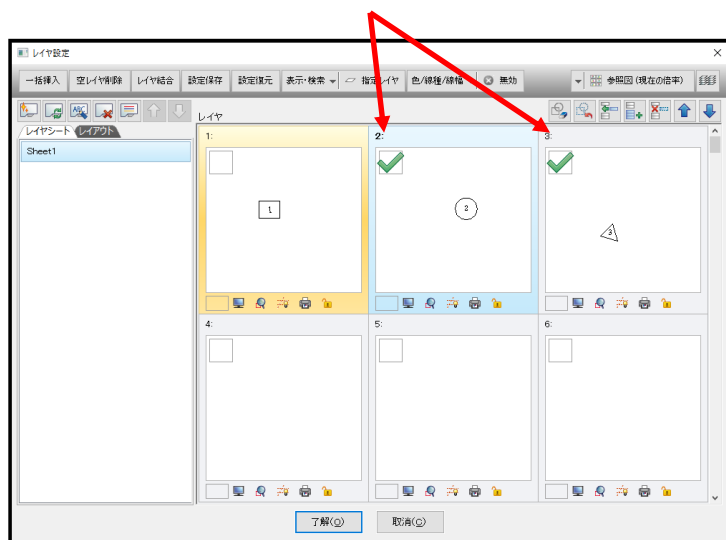 レイヤ設定
一括挿入 空レイヤ削除 レイヤ結合 設定保存 設定復元 表示・検索 指定レイヤ 色/線種/線幅 無効 参照図(現在の倍率)
レイヤシート レイアウト
レイヤ
Sheet1
1: 2: 3:
1 2 3
4: 5: 6:
了解(O) 取消(C)